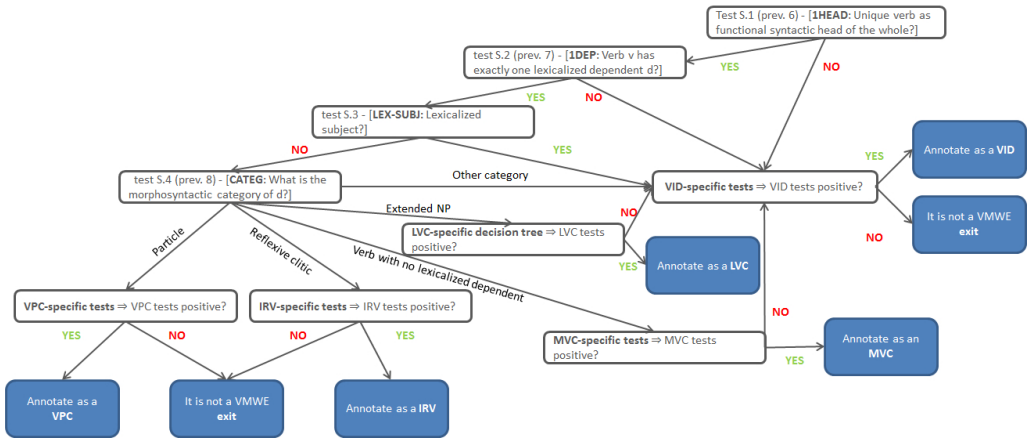 Test S.1 (prev. 6) - [1HEAD: Unique verb as
functional syntactic head of the whole?]
YES
NO
test S.2 (prev. 7) - [1DEP: Verb v has
exactly one lexicalized dependent d?]
YES
NO
test S.3 - [LEX-SUBJ: Lexicalized
subject?]
NO
YES
test S.4 (prev. 8) - [CATEG: What is the
morphosyntactic category of d?]
Other category
Extended NP
Particle
Reflexive clitic
Verb with no lexicalized dependent
VID-specific tests ⇒ VID tests positive?
YES
Annotate as a VID
NO
It is not a VMWE
exit
LVC-specific decision tree ⇒ LVC tests
positive?
NO
YES
Annotate as a LVC
VPC-specific tests ⇒ VPC tests positive?
YES
NO
IRV-specific tests ⇒ IRV tests positive?
NO
YES
MVC-specific tests ⇒ MVC tests
positive?
NO
YES
Annotate as an
MVC
Annotate as a
VPC
It is not a VMWE
exit
Annotate as a IRV